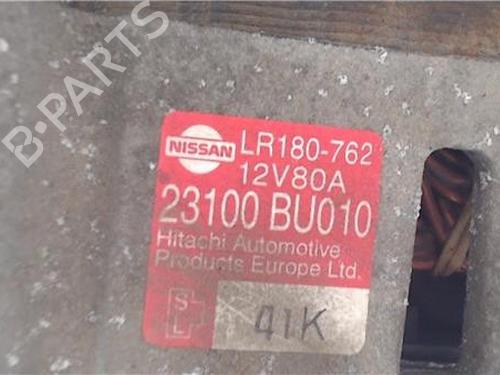 B-PARTS
NISSAN LR180-762
12V80A
23100 BU010
Hitachi Automotive
Products Europe Ltd.
S
L
41K